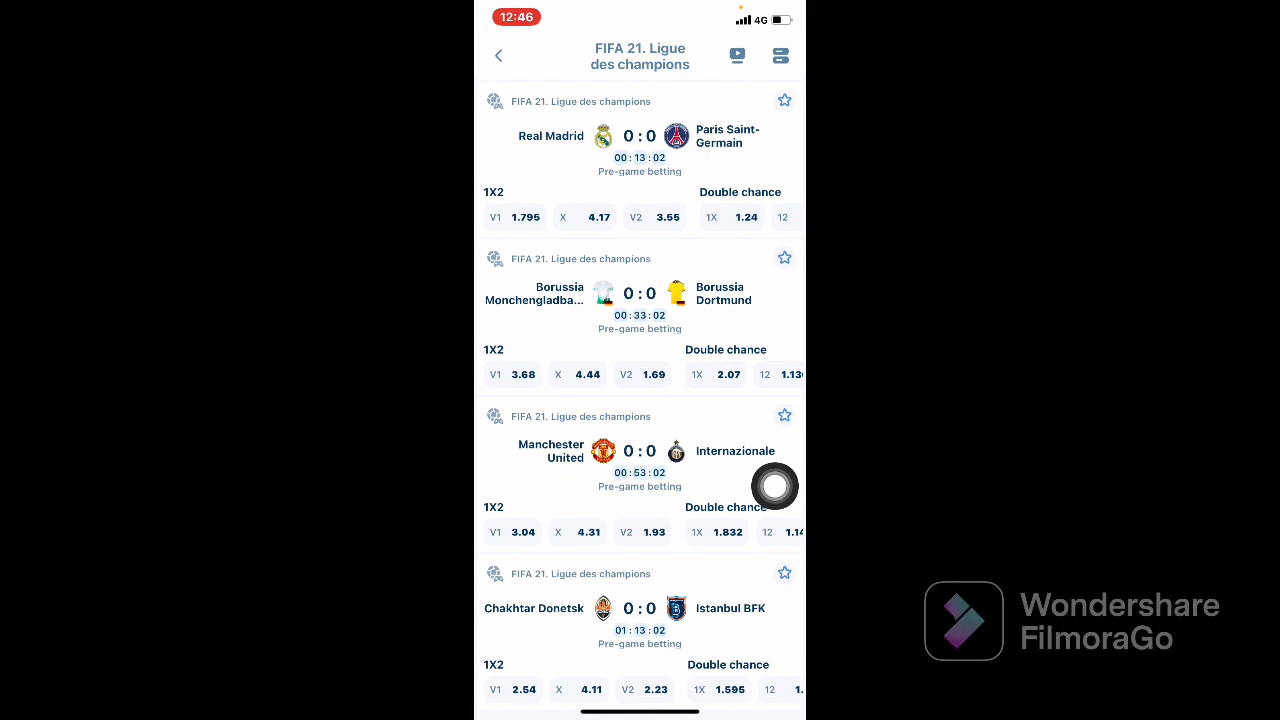 12:46
4G
FIFA 21. Ligue
des champions
FIFA 21. Ligue des champions
Real Madrid 0 : 0 Paris Saint-
Germain
00 : 13 : 02
Pre-game betting
1X2 Double chance
V1 1.795 X 4.17 V2 3.55 1X 1.24 12
FIFA 21. Ligue des champions
Borussia
Monchengladba... 0 : 0 Borussia
Dortmund
00 : 33 : 02
Pre-game betting
1X2 Double chance
V1 3.68 X 4.44 V2 1.69 1X 2.07 12 1.13
FIFA 21. Ligue des champions
Manchester
United 0 : 0 Internazionale
00 : 53 : 02
Pre-game betting
1X2 Double chance
V1 3.04 X 4.31 V2 1.93 1X 1.832 12 1.14
FIFA 21. Ligue des champions
Chakhtar Donetsk 0 : 0 Istanbul BFK
01 : 13 : 02
Pre-game betting
1X2 Double chance
V1 2.54 X 4.11 V2 2.23 1X 1.595 12 1.
Wondershare
FilmoraGo